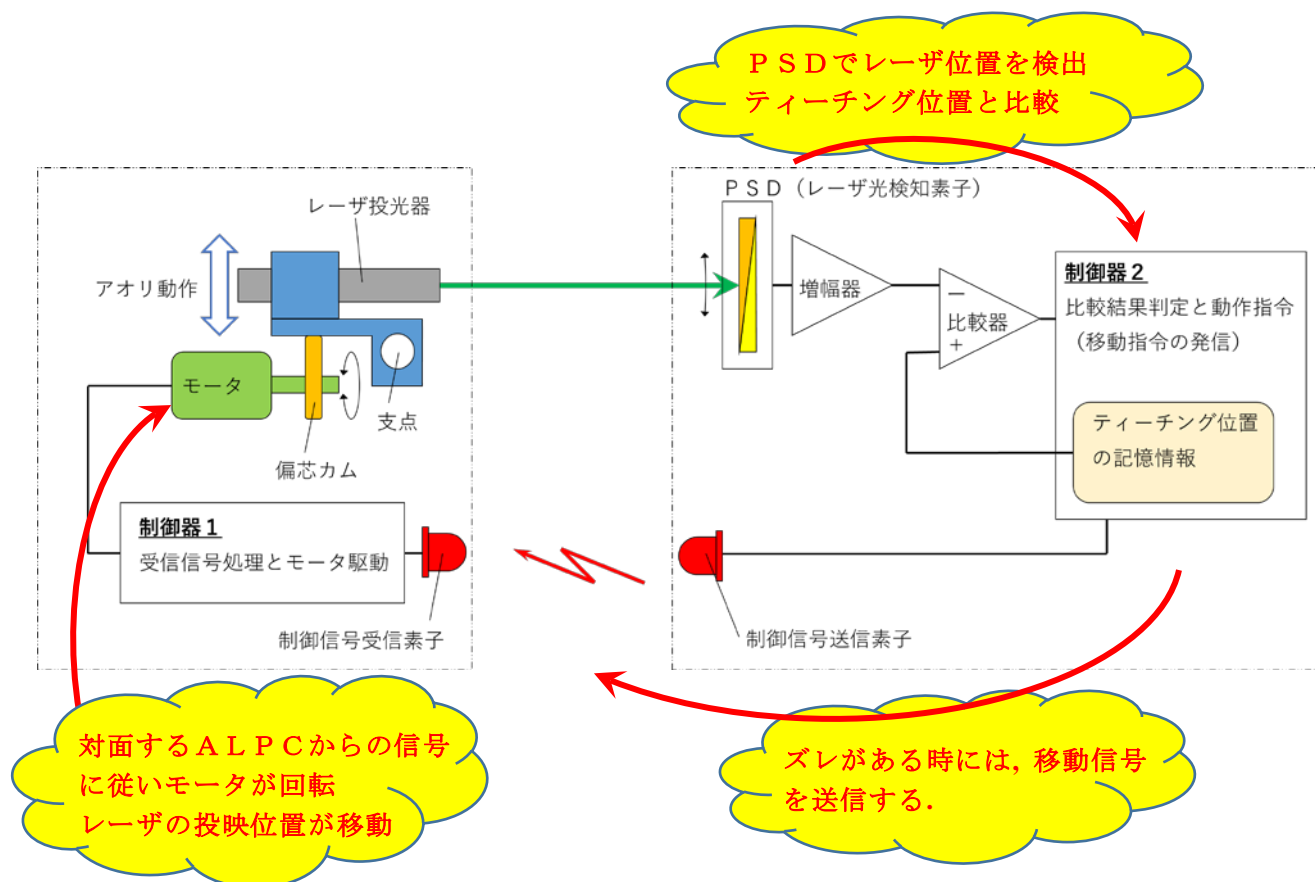 ＰＳＤでレーザ位置を検出
ティーチング位置と比較
レーザ投光器
アオリ動作
モータ
支点
偏芯カム
制御器１
受信信号処理とモータ駆動
制御信号受信素子
ＰＳＤ（レーザ光検知素子）
増幅器
－
比較器
＋
制御器２
比較結果判定と動作指令
（移動指令の発信）
ティーチング位置
の記憶情報
制御信号送信素子
対面するＡＬＰＣからの信号
に従いモータが回転
レーザの投映位置が移動
ズレがある時には，移動信号
を送信する．